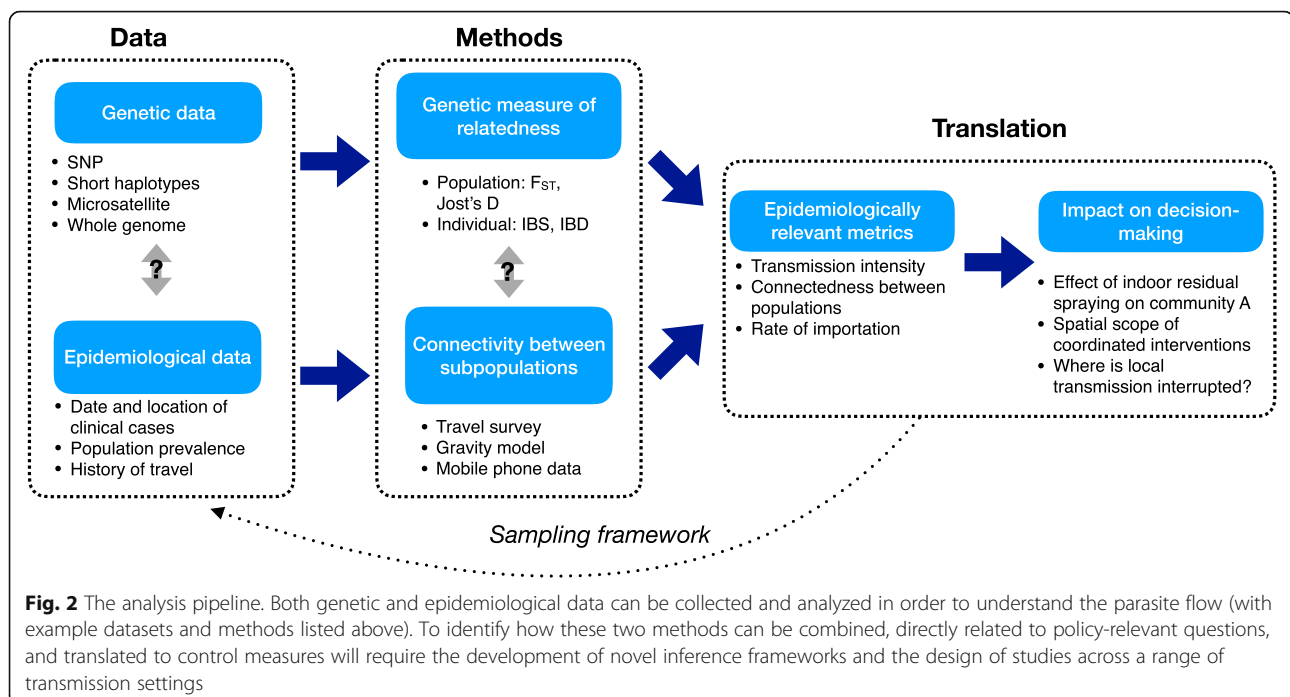 Data
Genetic data
• SNP
• Short haplotypes
• Microsatellite
• Whole genome
?
Epidemiological data
• Date and location of
clinical cases
• Population prevalence
• History of travel
Methods
Genetic measure of
relatedness
• Population: FST,
Jost's D
• Individual: IBS, IBD
?
Connectivity between
subpopulations
• Travel survey
• Gravity model
• Mobile phone data
Translation
Epidemiologically
relevant metrics
• Transmission intensity
• Connectedness between
populations
• Rate of importation
Impact on decision-
making
• Effect of indoor residual
spraying on community A
• Spatial scope of
coordinated interventions
• Where is local
transmission interrupted?
Sampling framework
Fig. 2 The analysis pipeline. Both genetic and epidemiological data can be collected and analyzed in order to understand the parasite flow (with
example datasets and methods listed above). To identify how these two methods can be combined, directly related to policy-relevant questions,
and translated to control measures will require the development of novel inference frameworks and the design of studies across a range of
transmission settings